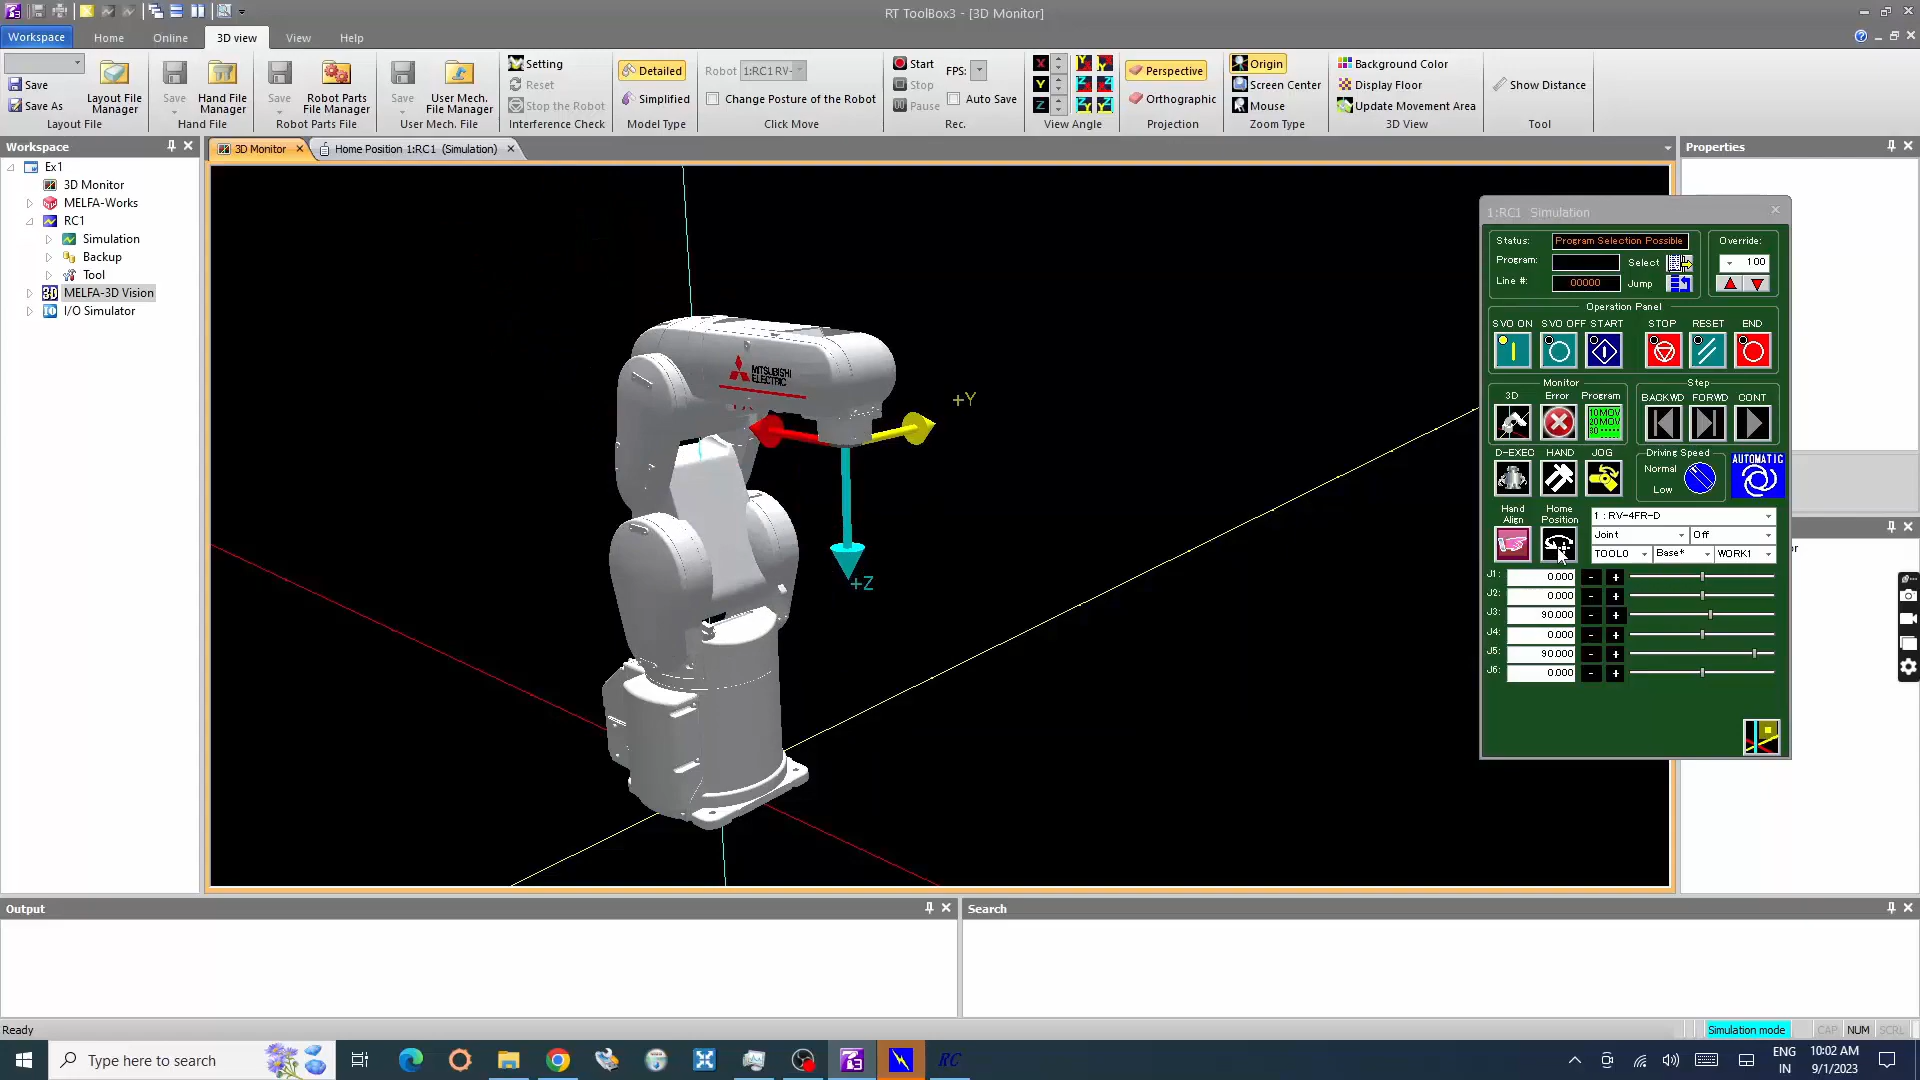 RT ToolBox3 - [3D Monitor]
Workspace Home Online 3D view View Help
Save
Save As
Layout File Manager
Layout File
Save
Hand File Manager
Hand File
Save
Robot Parts File Manager
Robot Parts File
Save
User Mech. File Manager
User Mech. File
Setting
Reset
Stop the Robot
Interference Check
Detailed
Simplified
Model Type
Robot 1:RC1 RV-
Change Posture of the Robot
Click Move
Start
Stop
Pause
FPS:
Auto Save
Rec.
X
Y
Z
View Angle
Perspective
Orthographic
Projection
Origin
Screen Center
Mouse
Zoom Type
Background Color
Display Floor
Update Movement Area
3D View
Show Distance
Tool
Workspace
Ex1
3D Monitor
MELFA-Works
RC1
Simulation
Backup
Tool
MELFA-3D Vision
I/O Simulator
3D Monitor
Home Position 1:RC1 (Simulation)
MITSUBISHI
ELECTRIC
+Y
+Z
Properties
1:RC1 Simulation
Status: Program Selection Possible
Program:
Select
Line #: 00000
Jump
Override:
100
Operation Panel
SVO ON SVO OFF START STOP RESET END
Monitor
3D Error Program
10MOV
20MOV
Step
BACKWD FORWD CONT
D-EXEC HAND JOG
Driving Speed
Normal
Low
AUTOMATIC
Hand Align
Home Position
1 : RV-4FR-D
Joint Off
TOOL0 Base* WORK1
J1: 0.000 - +
J2: 0.000 - +
J3: 90.000 - +
J4: 0.000 - +
J5: 90.000 - +
J6: 0.000 - +
Output
Search
Ready
Simulation mode CAP NUM SCRL
Type here to search
RC
ENG
IN
10:02 AM
9/1/2023